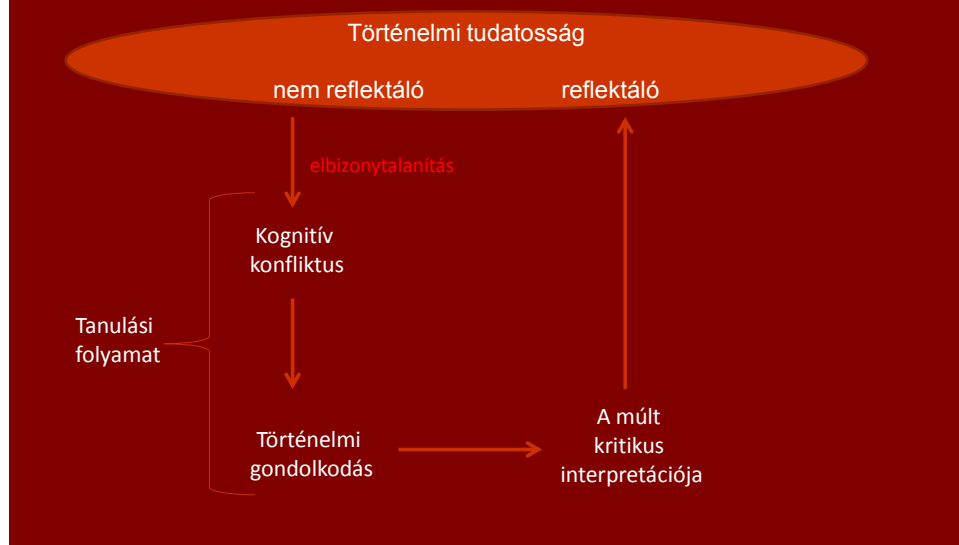 Történelmi tudatosság
nem reflektáló reflektáló
elbizonytalanítás
Kognitív
konfliktus
Tanulási
folyamat
Történelmi
gondolkodás
A múlt
kritikus
interpretációja